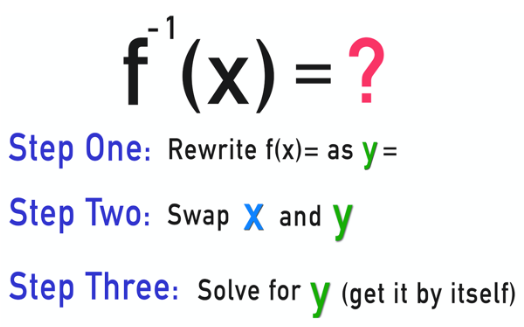 f⁻¹(x) = ?
Step One: Rewrite f(x)= as y=
Step Two: Swap X and y
Step Three: Solve for y (get it by itself)